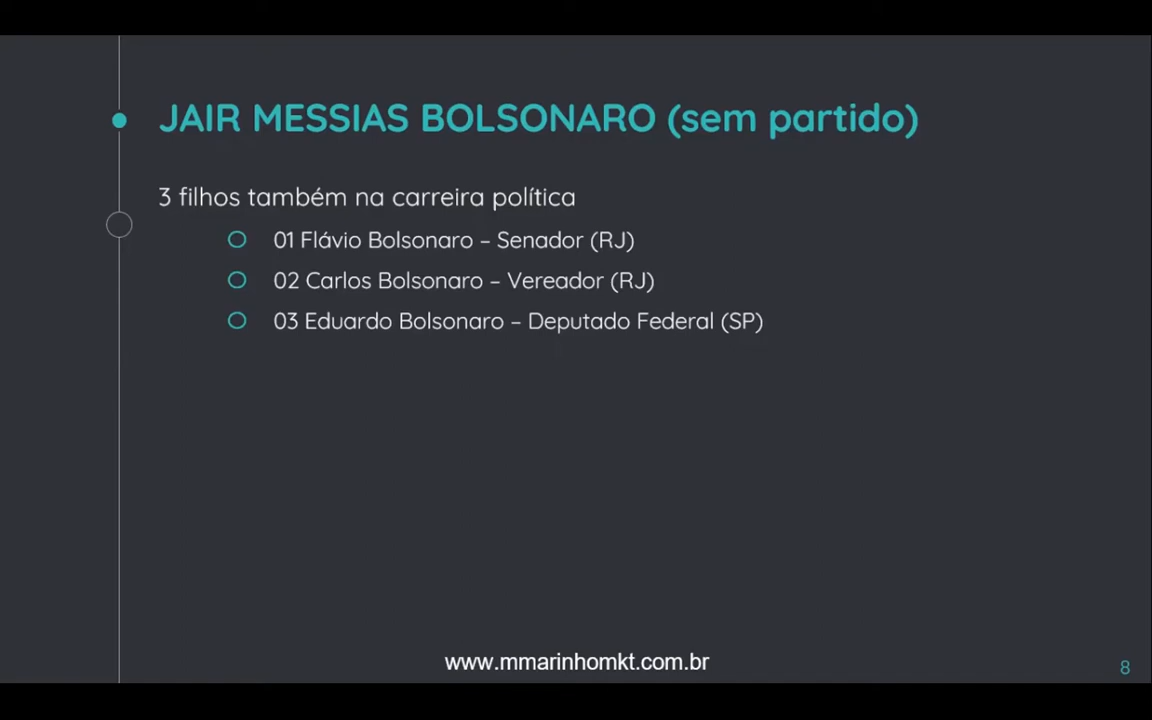 JAIR MESSIAS BOLSONARO (sem partido)
3 filhos também na carreira política
01 Flávio Bolsonaro – Senador (RJ)
02 Carlos Bolsonaro – Vereador (RJ)
03 Eduardo Bolsonaro – Deputado Federal (SP)
www.mmarinhomkt.com.br
8